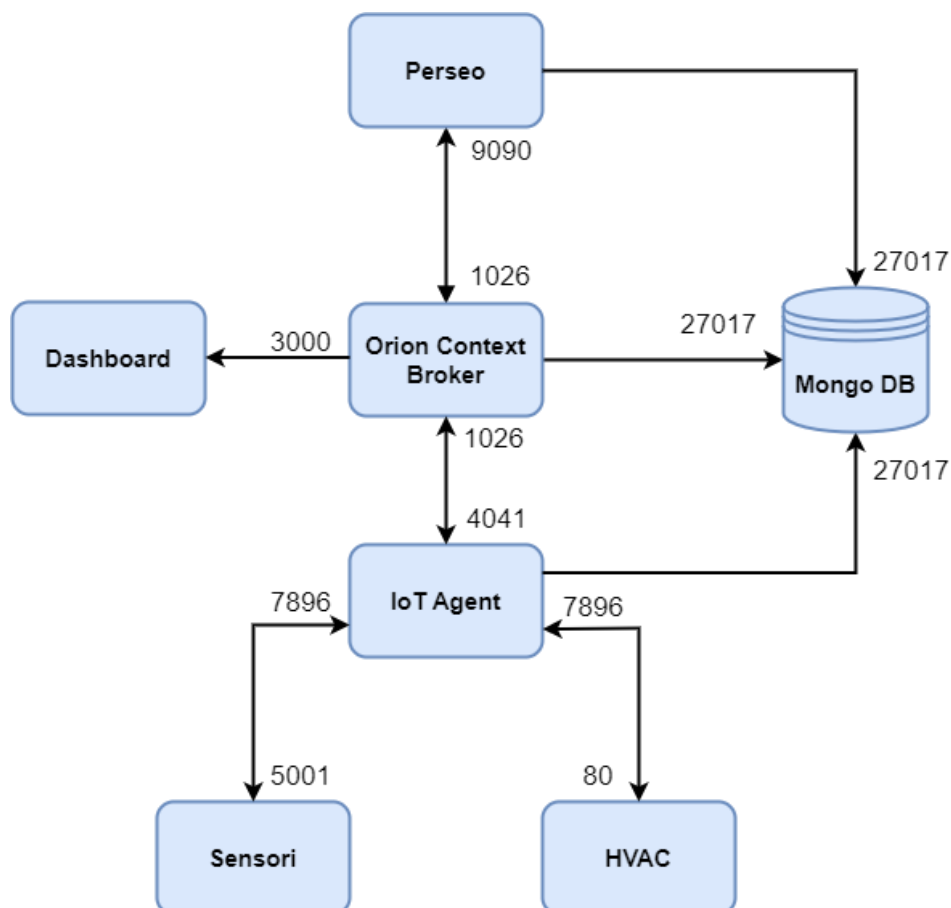 Perseo
9090
27017
1026
3000
27017
Dashboard
Orion Context
Broker
Mongo DB
1026
27017
4041
7896
IoT Agent
7896
5001
80
Sensori
HVAC